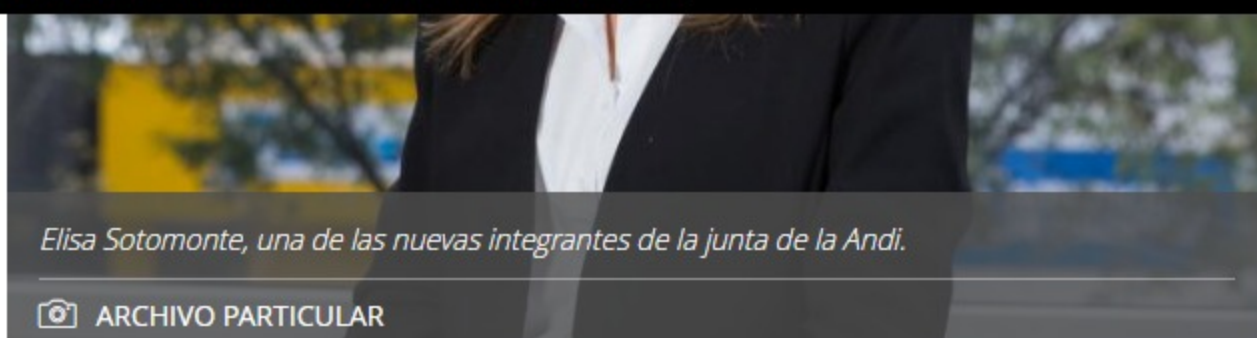 Elisa Sotomonte, una de las nuevas integrantes de la junta de la Andi.
ARCHIVO PARTICULAR